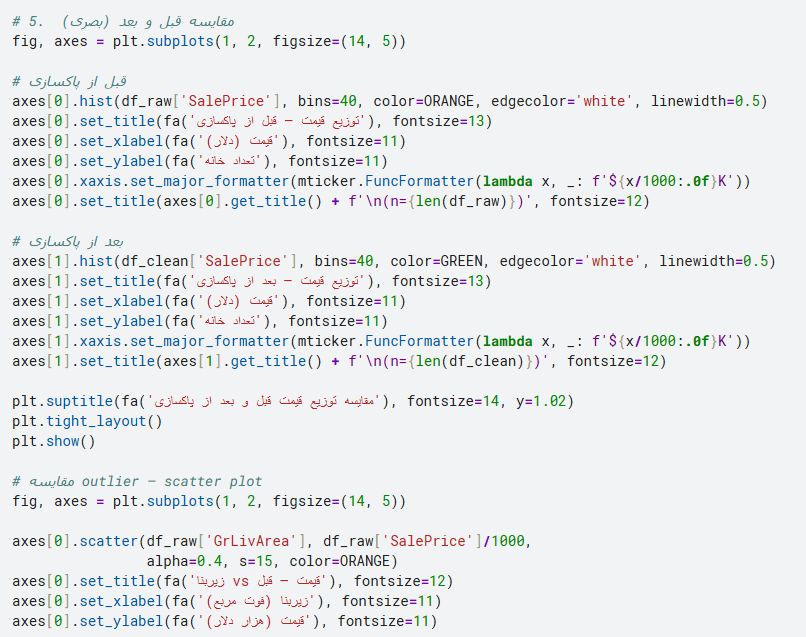 # 5.  مقایسه قبل و بعد (بصری)
fig, axes = plt.subplots(1, 2, figsize=(14, 5))
# قبل از پاکسازی
axes[0].hist(df_raw['SalePrice'], bins=40, color=ORANGE, edgecolor='white', linewidth=0.5)
axes[0].set_title(fa('توزیع قیمت — قبل از پاکسازی'), fontsize=13)
axes[0].set_xlabel(fa('قیمت (دلار)'), fontsize=11)
axes[0].set_ylabel(fa('تعداد خانه'), fontsize=11)
axes[0].xaxis.set_major_formatter(mticker.FuncFormatter(lambda x, _: f'${x/1000:.0f}K'))
axes[0].set_title(axes[0].get_title() + f'\n(n={len(df_raw)})', fontsize=12)
# بعد از پاکسازی
axes[1].hist(df_clean['SalePrice'], bins=40, color=GREEN, edgecolor='white', linewidth=0.5)
axes[1].set_title(fa('توزیع قیمت — بعد از پاکسازی'), fontsize=13)
axes[1].set_xlabel(fa('قیمت (دلار)'), fontsize=11)
axes[1].set_ylabel(fa('تعداد خانه'), fontsize=11)
axes[1].xaxis.set_major_formatter(mticker.FuncFormatter(lambda x, _: f'${x/1000:.0f}K'))
axes[1].set_title(axes[1].get_title() + f'\n(n={len(df_clean)})', fontsize=12)
plt.suptitle(fa('مقایسه توزیع قیمت قبل و بعد از پاکسازی'), fontsize=14, y=1.02)
plt.tight_layout()
plt.show()
# مقایسه outlier — scatter plot
fig, axes = plt.subplots(1, 2, figsize=(14, 5))
axes[0].scatter(df_raw['GrLivArea'], df_raw['SalePrice']/1000,
alpha=0.4, s=15, color=ORANGE)
axes[0].set_title(fa('زیربنا vs قیمت — قبل'), fontsize=12)
axes[0].set_xlabel(fa('زیربنا (فوت مربع)'), fontsize=11)
axes[0].set_ylabel(fa('قیمت (هزار دلار)'), fontsize=11)